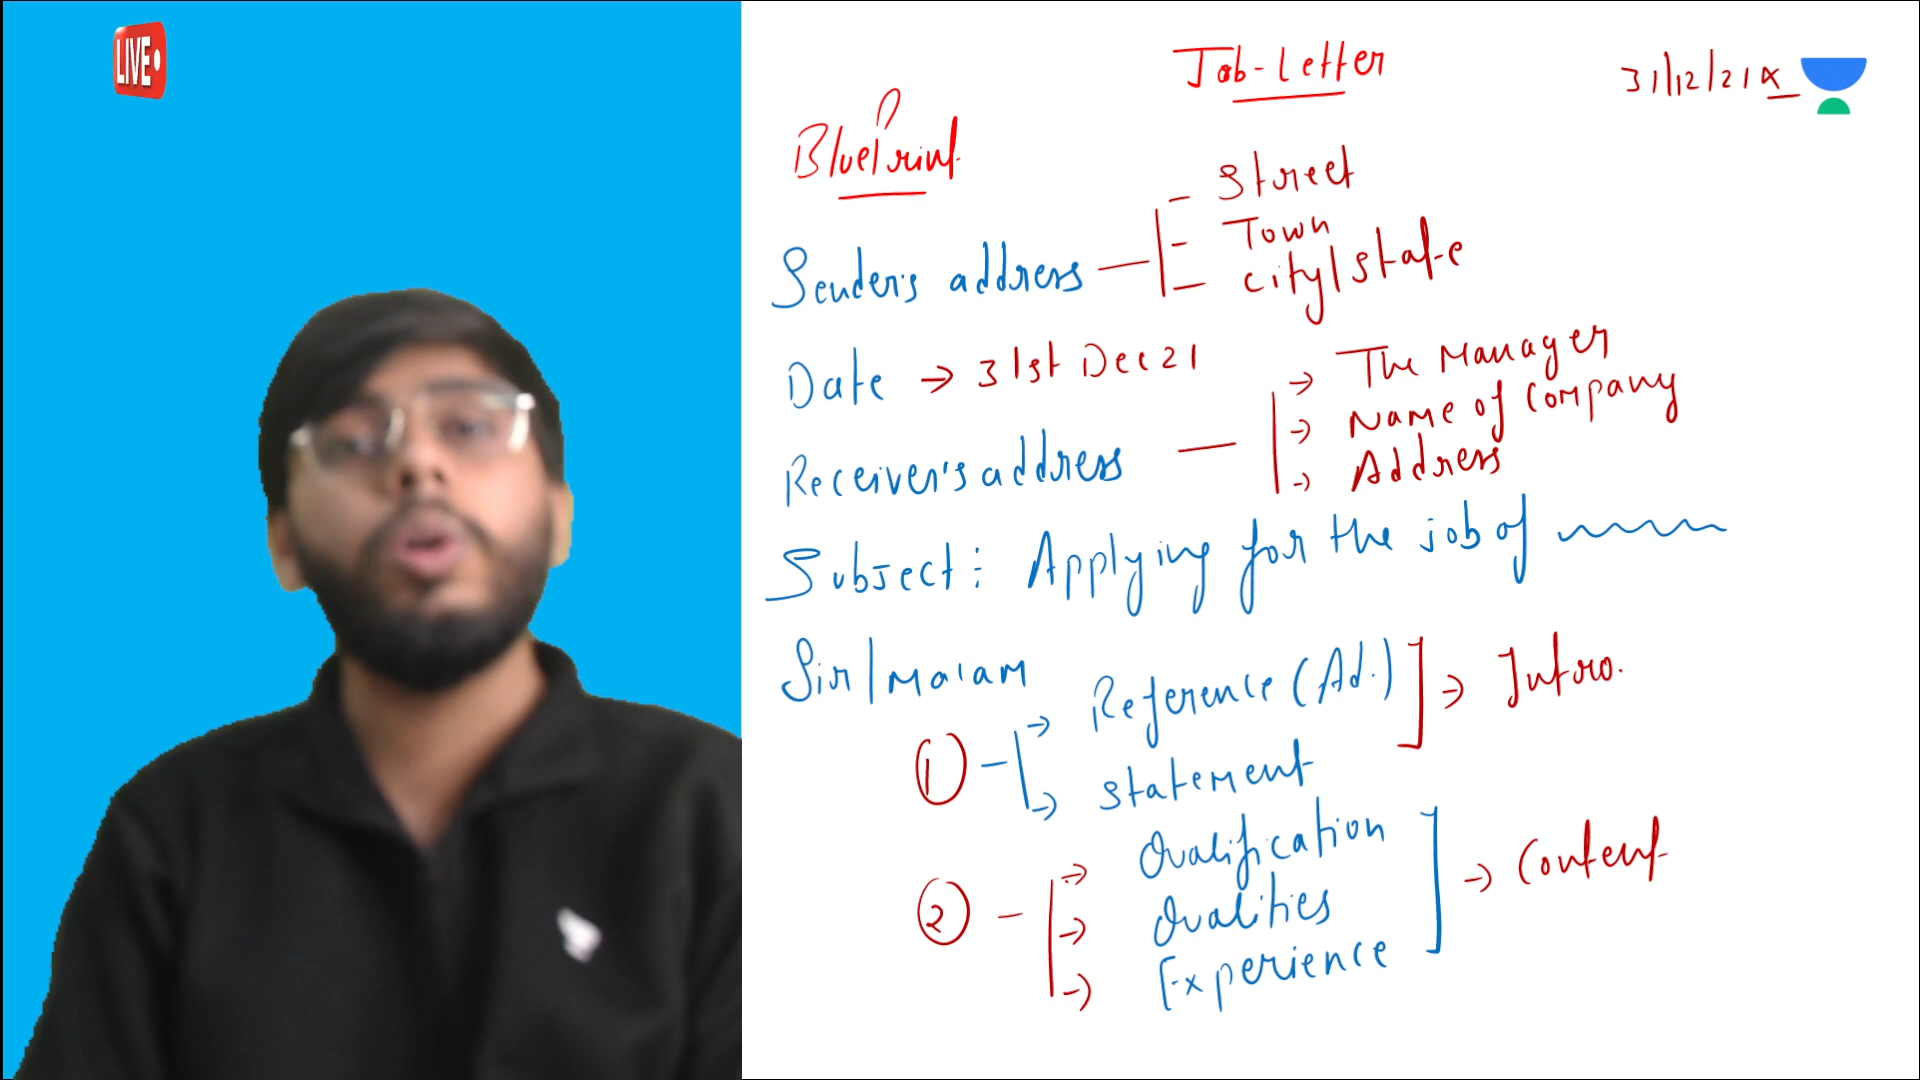 LIVE
Job-Letter
31/12/21 x
BluePrint
Sender's address — Street
Town
City/State
Date → 31st Dec 21
Receiver's address — → The Manager
→ Name of Company
→ Address
Subject: Applying for the job of
Sir/Ma'am
① - → Reference (Ad.) → Intro.
→ Statement
② - → Qualification
→ Qualities → Content
→ Experience